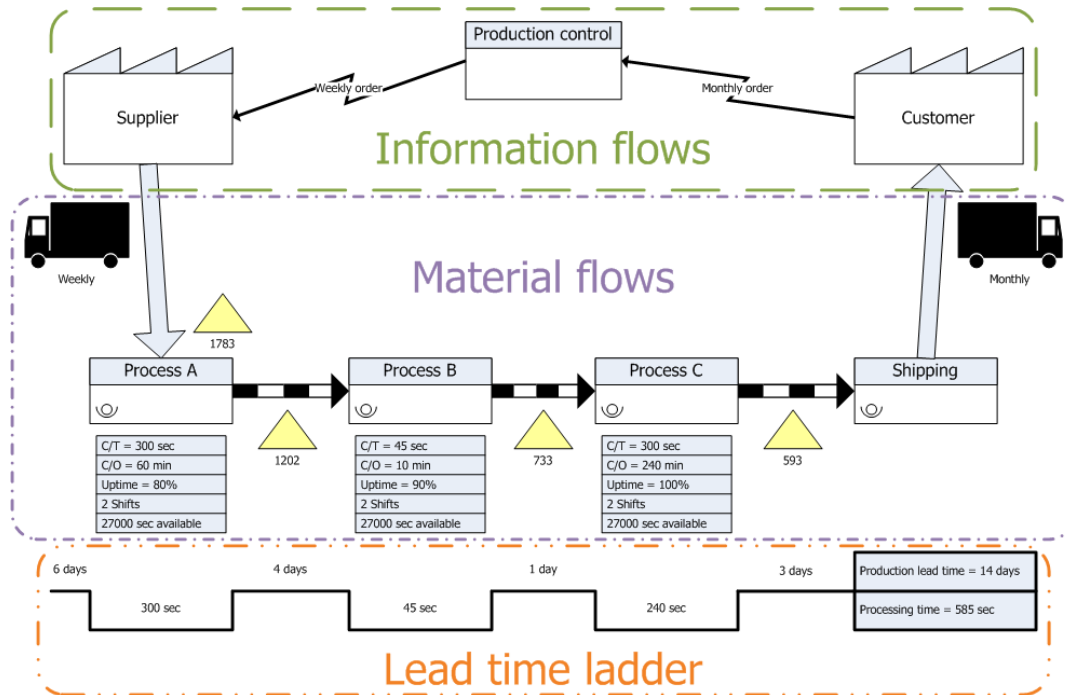 Production control
Weekly order
Monthly order
Supplier
Customer
Information flows
Weekly
Material flows
Monthly
1783
Process A
Process B
Process C
Shipping
1202
733
593
C/T = 300 sec
C/O = 60 min
Uptime = 80%
2 Shifts
27000 sec available
C/T = 45 sec
C/O = 10 min
Uptime = 90%
2 Shifts
27000 sec available
C/T = 300 sec
C/O = 240 min
Uptime = 100%
2 Shifts
27000 sec available
6 days
4 days
1 day
3 days
Production lead time = 14 days
300 sec
45 sec
240 sec
Processing time = 585 sec
Lead time ladder